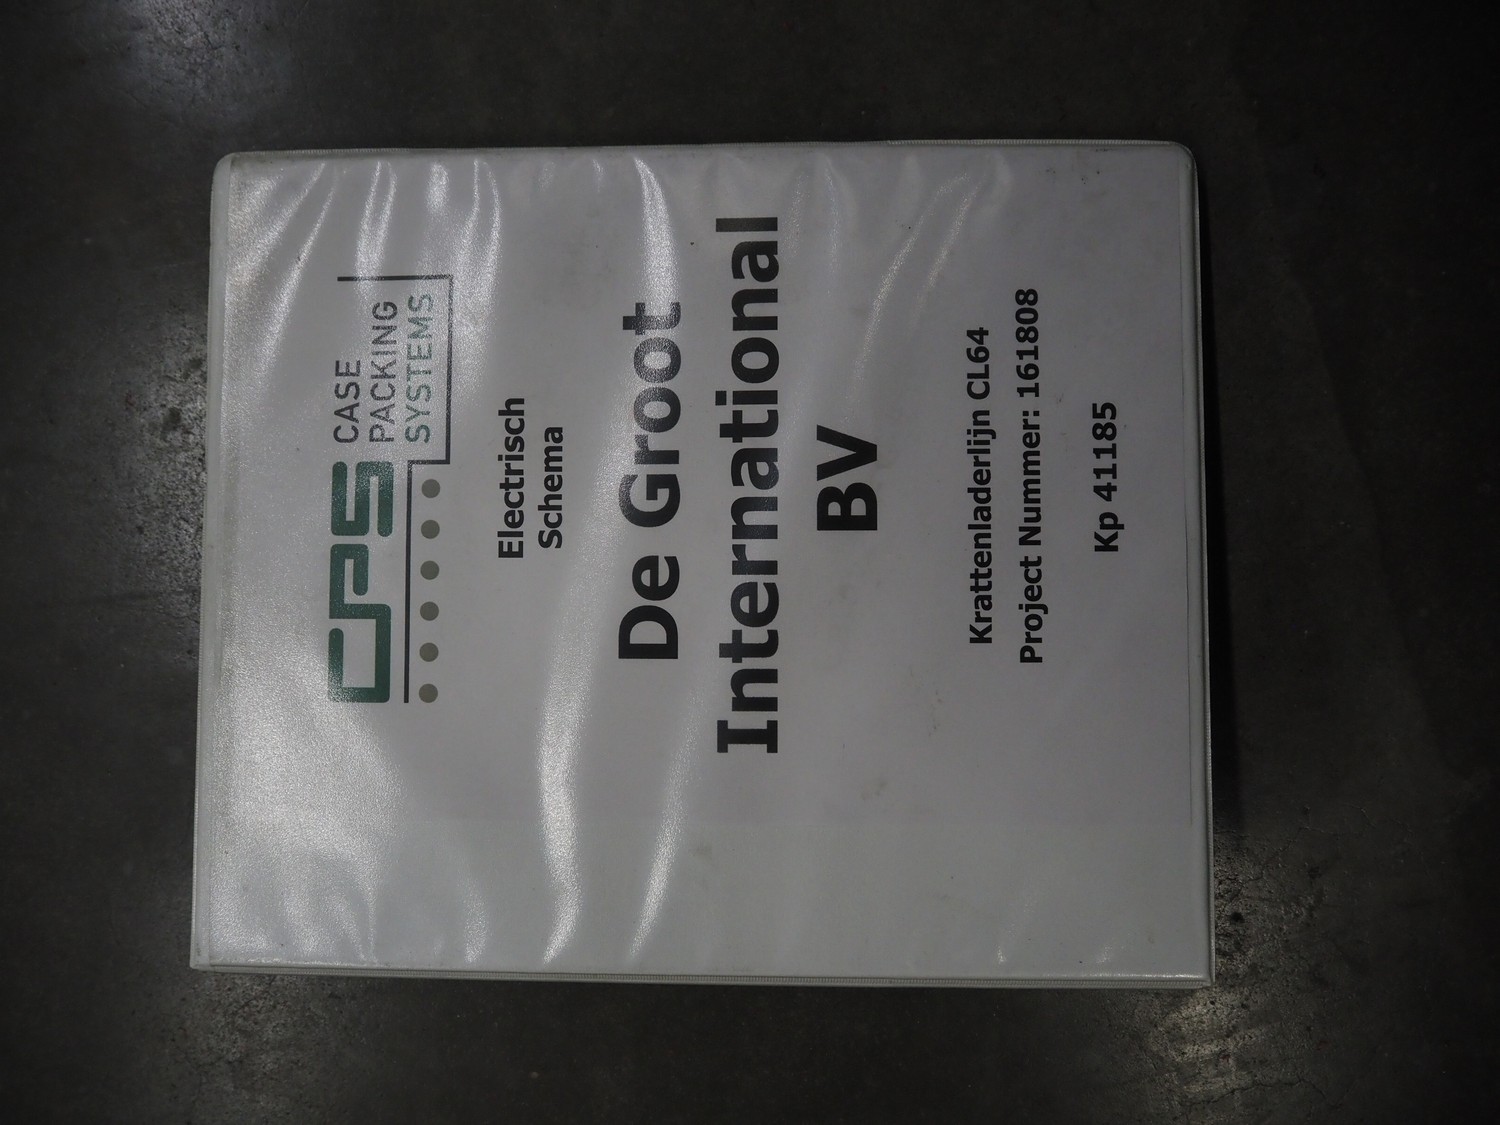 CPS
CASE
PACKING
SYSTEMS
Electrisch
Schema
De Groot
International
BV
Krattenladerlijn CL64
Project Nummer: 161808
Kp 41185